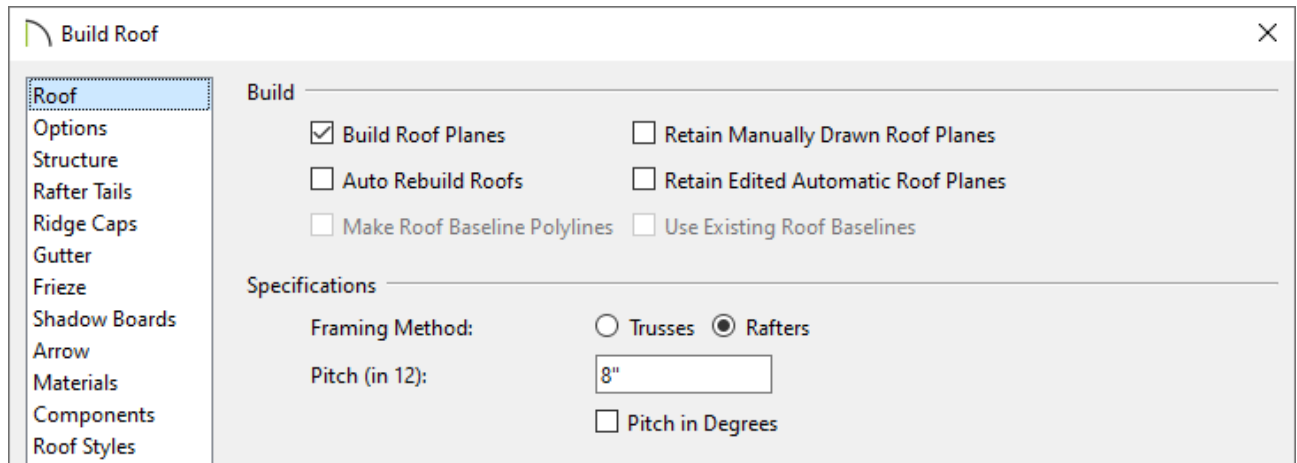 Build Roof
Roof
Options
Structure
Rafter Tails
Ridge Caps
Gutter
Frieze
Shadow Boards
Arrow
Materials
Components
Roof Styles
Build
Build Roof Planes
Retain Manually Drawn Roof Planes
Auto Rebuild Roofs
Retain Edited Automatic Roof Planes
Make Roof Baseline Polylines
Use Existing Roof Baselines
Specifications
Framing Method:
Trusses
Rafters
Pitch (in 12):
8"
Pitch in Degrees